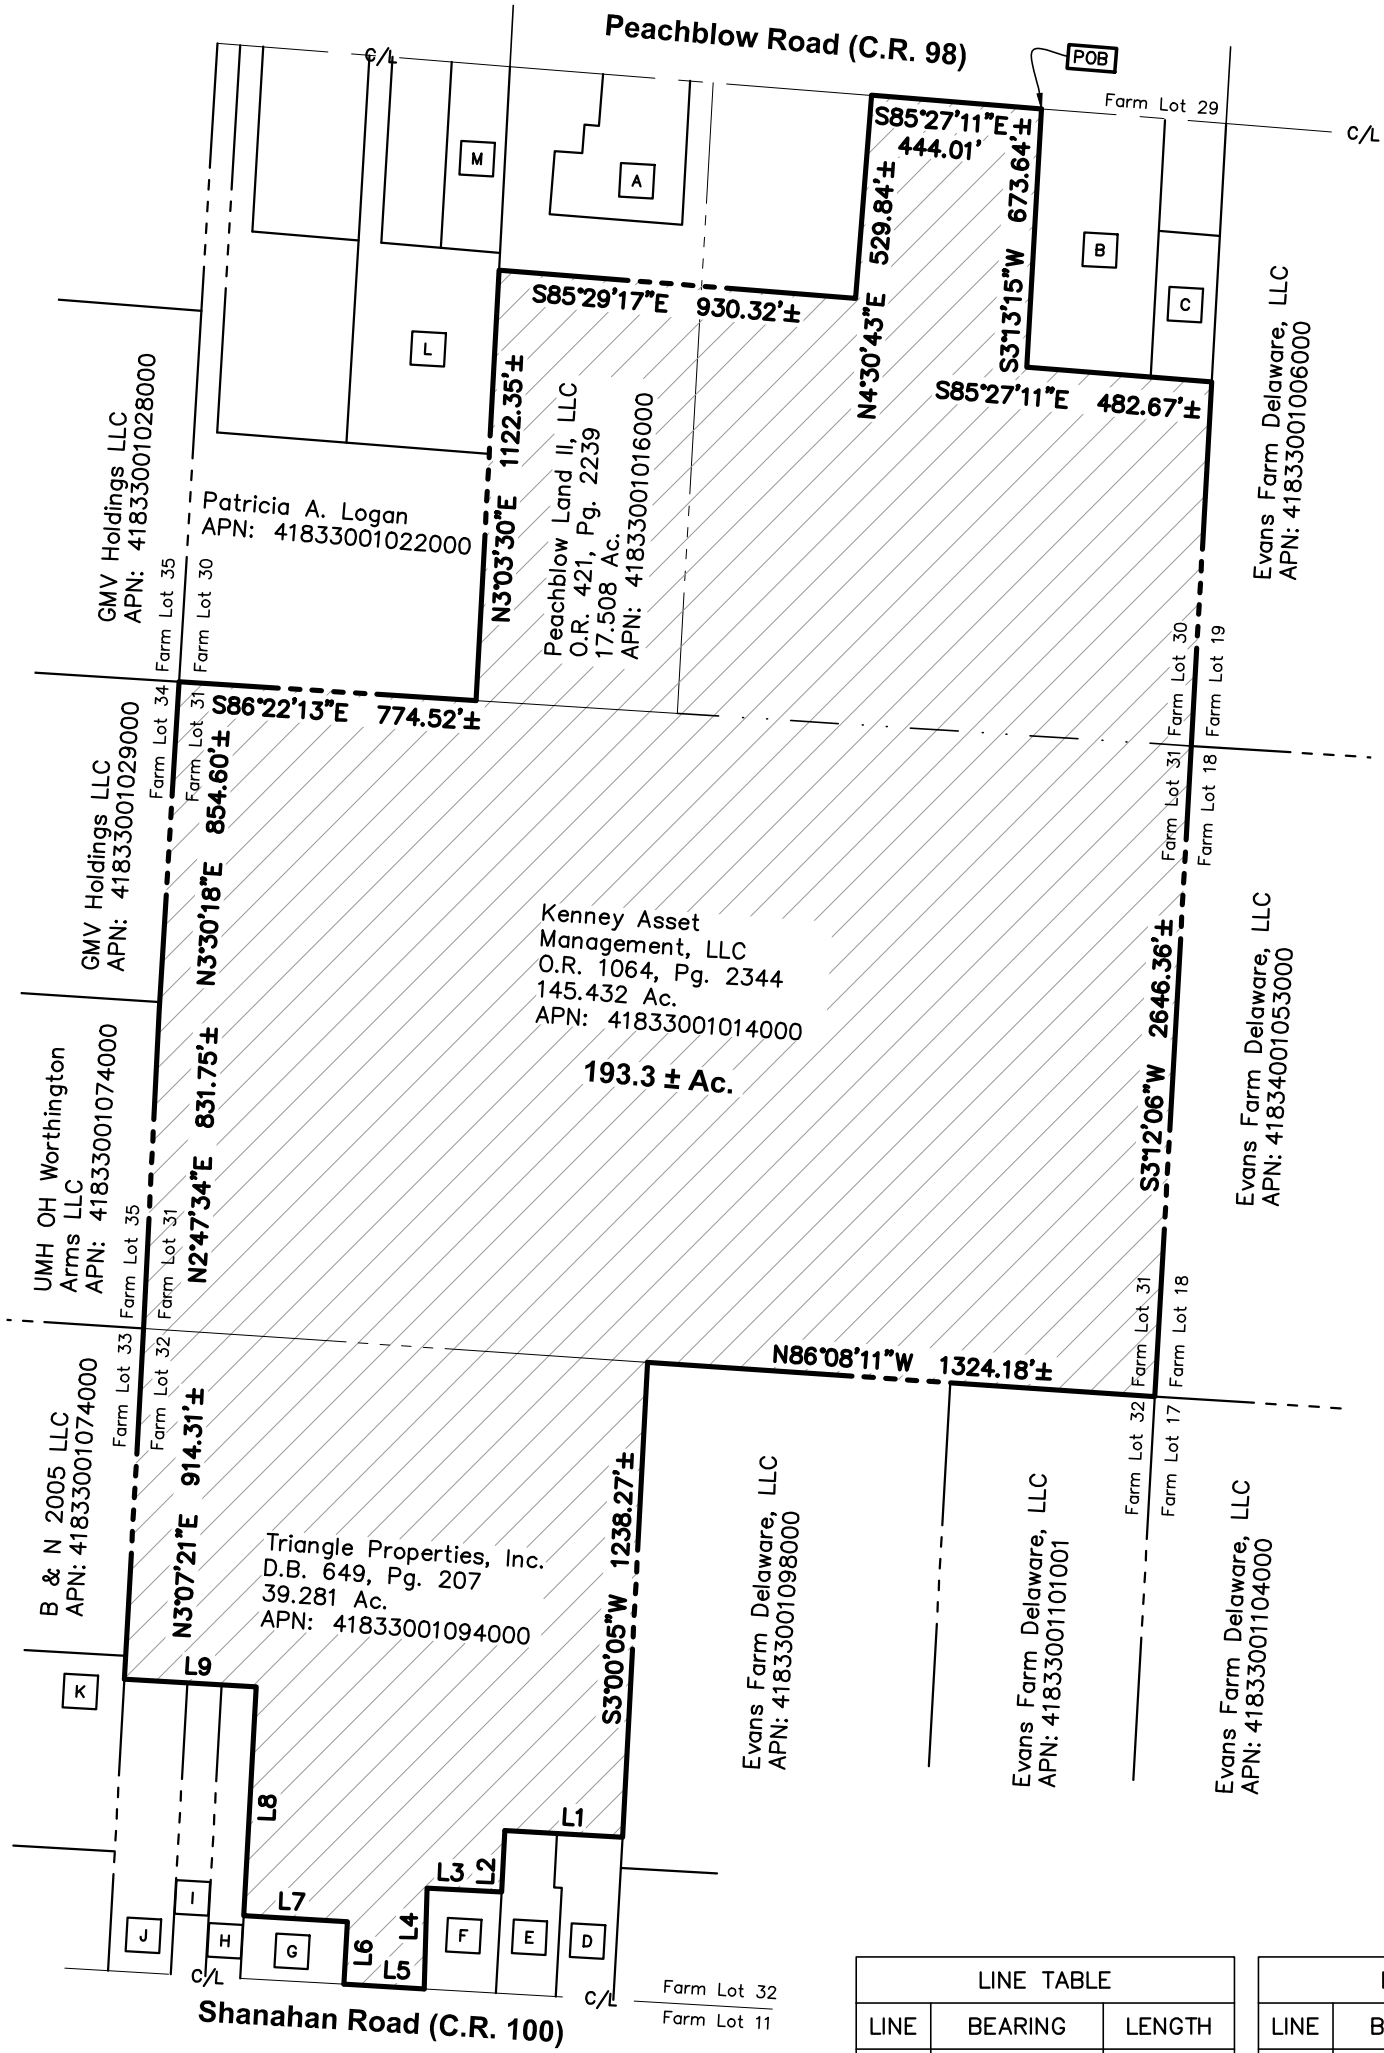 Peachblow Road (C.R. 98)
POB
C/L
Farm Lot 29
C/L
S85°27'11"E ±
444.01'
M
A
529.84'±
N4°30'43"E
673.64'±
S3°13'15"W
B
C
S85°29'17"E 930.32'±
S85°27'11"E 482.67'±
L
N3°03'30"E 1122.35'±
Peachblow Land II, LLC
O.R. 421, Pg. 2239
17.508 Ac.
APN: 41833001016000
Evans Farm Delaware, LLC
APN: 41833001006000
GMV Holdings LLC
APN: 41833001028000
Patricia A. Logan
APN: 41833001022000
Farm Lot 35
Farm Lot 30
Farm Lot 30
Farm Lot 19
S86°22'13"E 774.52'±
Farm Lot 34
Farm Lot 31
Farm Lot 31
Farm Lot 18
GMV Holdings LLC
APN: 41833001029000
N3°30'18"E 854.60'±
Kenney Asset
Management, LLC
O.R. 1064, Pg. 2344
145.432 Ac.
APN: 41833001014000
193.3 ± Ac.
S3°12'06"W 2646.36'±
Evans Farm Delaware, LLC
APN: 41834001053000
UMH OH Worthington
Arms LLC
APN: 41833001074000
N2°47'34"E 831.75'±
Farm Lot 35
Farm Lot 31
Farm Lot 31
Farm Lot 18
Farm Lot 33
Farm Lot 32
N86°08'11"W 1324.18'±
Farm Lot 32
Farm Lot 17
B & N 2005 LLC
APN: 41833001074000
N3°07'21"E 914.31'±
Triangle Properties, Inc.
D.B. 649, Pg. 207
39.281 Ac.
APN: 41833001094000
S3°00'05"W 1238.27'±
Evans Farm Delaware, LLC
APN: 41833001098000
Evans Farm Delaware, LLC
APN: 41833001101001
Evans Farm Delaware, LLC
APN: 41833001104000
L9
K
L8
L1
L3
L2
L7
L4
I
J
H
G
L6
L5
F
E
D
C/L
C/L
Farm Lot 32
Farm Lot 11
Shanahan Road (C.R. 100)
LINE TABLE
LINE BEARING LENGTH
LINE B